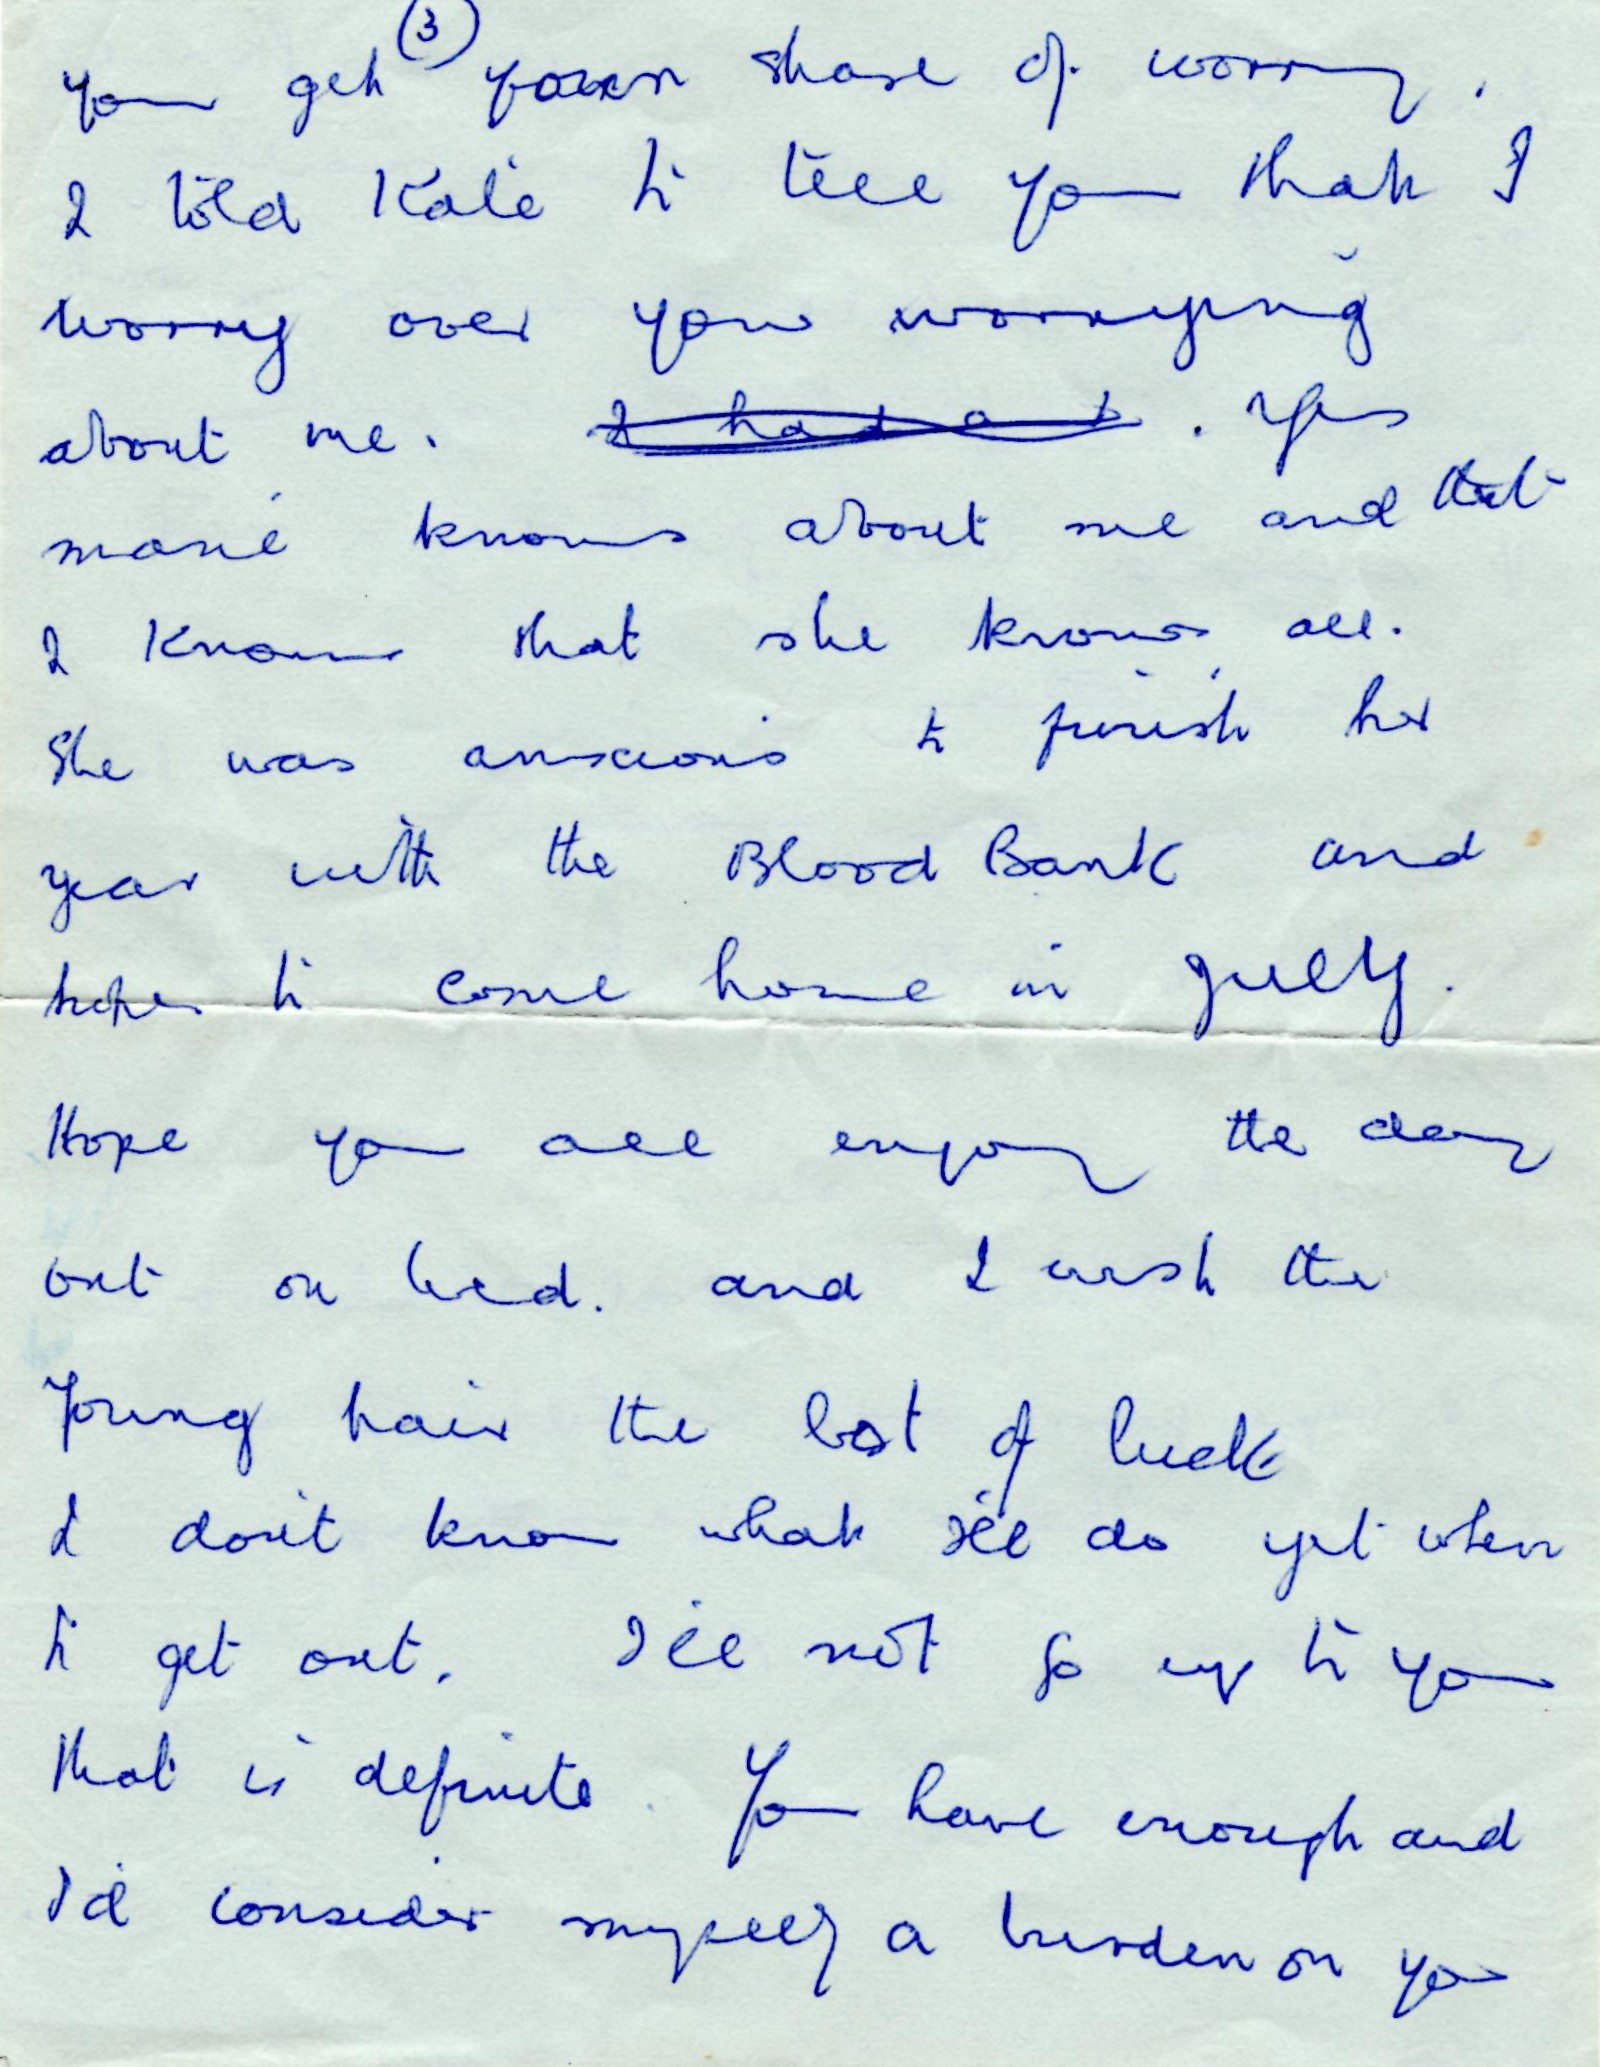 (3)
you get your share of worry.
I told Kate to tell you that I
worry over you worrying
about me. I had a . Yes
marie knows about me and that
I know that she knows all.
She was anxious to finish her
year with the Blood Bank and
hopes to come home in July.
Hope you all enjoy the day
out on Wed. and I wish the
Young hair the best of luck
I don't know what I'll do yet when
I get out. I'll not go up to you
that is definite. You have enough and
I'd consider myself a burden on you